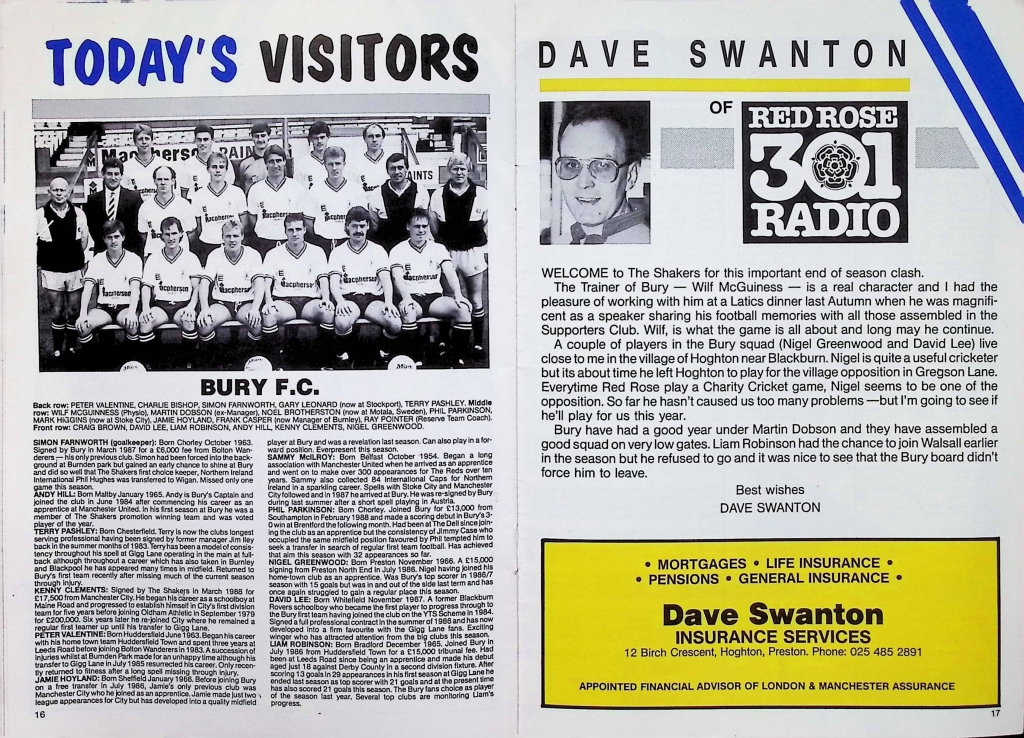 TODAY'S VISITORS
Macpherson PAINTS
BURY F.C.
Back row: PETER VALENTINE, CHARLIE BISHOP, SIMON FARNWORTH, GARY LEONARD (now at Stockport), TERRY PASHLEY. Middle
row: WILF MCGUINNESS (Physio), MARTIN DOBSON (ex-Manager), NOEL BROTHERSTON (now at Motala, Sweden), PHIL PARKINSON,
MARK HIGGINS (now at Stoke City), JAMIE HOYLAND, FRANK CASPER (now Manager of Burnley), RAY POINTER (Reserve Team Coach).
Front row: CRAIG BROWN, DAVID LEE, LIAM ROBINSON, ANDY HILL, KENNY CLEMENTS, NIGEL GREENWOOD.
SIMON FARNWORTH (goalkeeper): Born Chorley October 1963.
Signed by Bury in March 1987 for a £6,000 fee from Bolton Wan-
derers — his only previous club. Simon had been forced into the back-
ground at Burnden park but gained an early chance to shine at Bury
and did so well that The Shakers first choice keeper, Northern Ireland
International Phil Hughes was transferred to Wigan. Missed only one
game this season.
ANDY HILL: Born Maltby January 1965. Andy is Bury's Captain and
joined the club in June 1984 after commencing his career as an
apprentice at Manchester United. In his first season at Bury he was a
member of The Shakers promotion winning team and was voted
player of the year.
TERRY PASHLEY: Born Chesterfield. Terry is now the clubs longest
serving professional having been signed by former manager Jim Iley
back in the summer months of 1983. Terry has been a model of consis-
tency throughout his spell at Gigg Lane operating in the main at full-
back although throughout a career which has also taken in Burnley
and Blackpool he has appeared many times in midfield. Returned to
Bury's first team recently after missing much of the current season
through injury.
KENNY CLEMENTS: Signed by The Shakers in March 1988 for
£17,500 from Manchester City. He began his career as a schoolboy at
Maine Road and progressed to establish himself in City's first division
team for five years before joining Oldham Athletic in September 1979
for £200,000. Six years later he re-joined City where he remained a
regular first teamer up until his transfer to Gigg Lane.
PETER VALENTINE: Born Huddersfield June 1963. Began his career
with his home town team Huddersfield Town and spent three years at
Leeds Road before joining Bolton Wanderers in 1983. A succession of
injuries whilst at Burnden Park made for an unhappy time although his
transfer to Gigg Lane in July 1985 resurrected his career. Only recen-
tly returned to fitness after a long spell missing through injury.
JAMIE HOYLAND: Born Sheffield January 1966. Before joining Bury
on a free transfer in July 1986, Jamie's only previous club was
Manchester City who he joined as an apprentice. Jamie made just two
league appearances for City but has developed into a quality midfield
16
player at Bury and was a revelation last season. Can also play in a for-
ward position. Everpresent this season.
SAMMY McILROY: Born Belfast October 1954. Began a long
association with Manchester United when he arrived as an apprentice
and went on to make over 300 appearances for The Reds over ten
years. Sammy also collected 84 International Caps for Northern
Ireland in a sparkling career. Spells with Stoke City and Manchester
City followed and in 1987 he arrived at Bury. He was re-signed by Bury
during last summer after a short spell playing in Austria.
PHIL PARKINSON: Born Chorley. Joined Bury for £13,000 from
Southampton in February 1988 and made a scoring debut in Bury's 3-
0 win at Brentford the following month. Had been at The Dell since join-
ing the club as an apprentice but the consistency of Jimmy Case who
occupied the same midfield position favoured by Phil tempted him to
seek a transfer in search of regular first team football. Has achieved
that aim this season with 32 appearances so far.
NIGEL GREENWOOD: Born Preston November 1966. A £15,000
signing from Preston North End in July 1986. Nigel having joined his
home-town club as an apprentice. Was Bury's top scorer in 1986/7
season with 15 goals but was in and out of the side last term and has
once again struggled to gain a regular place this season.
DAVID LEE: Born Whitefield November 1967. A former Blackburn
Rovers schoolboy who became the first player to progress through to
the Bury first team having joined the club on the YTS Scheme in 1984.
Signed a full professional contract in the summer of 1986 and has now
developed into a firm favourite with the Gigg Lane fans. Exciting
winger who has attracted attention from the big clubs this season.
LIAM ROBINSON: Born Bradford December 1965. Joined Bury in
July 1986 from Huddersfield Town for a £15,000 tribunal fee. Had
been at Leeds Road since being an apprentice and made his debut
aged just 18 against Derby County in a second division fixture. After
scoring 13 goals in 29 appearances in his first season at Gigg Lane he
ended last season as top scorer with 21 goals and at the present time
has also scored 21 goals this season. The Bury fans choice as player
of the season last year. Several top clubs are monitoring Liam's
progress.
DAVE SWANTON
OF
RED ROSE
301
RADIO
WELCOME to The Shakers for this important end of season clash.
The Trainer of Bury — Wilf McGuiness — is a real character and I had the
pleasure of working with him at a Latics dinner last Autumn when he was magnifi-
cent as a speaker sharing his football memories with all those assembled in the
Supporters Club. Wilf, is what the game is all about and long may he continue.
A couple of players in the Bury squad (Nigel Greenwood and David Lee) live
close to me in the village of Hoghton near Blackburn. Nigel is quite a useful cricketer
but its about time he left Hoghton to play for the village opposition in Gregson Lane.
Everytime Red Rose play a Charity Cricket game, Nigel seems to be one of the
opposition. So far he hasn't caused us too many problems —but I'm going to see if
he'll play for us this year.
Bury have had a good year under Martin Dobson and they have assembled a
good squad on very low gates. Liam Robinson had the chance to join Walsall earlier
in the season but he refused to go and it was nice to see that the Bury board didn't
force him to leave.
Best wishes
DAVE SWANTON
• MORTGAGES • LIFE INSURANCE •
• PENSIONS • GENERAL INSURANCE •
Dave Swanton
INSURANCE SERVICES
12 Birch Crescent, Hoghton, Preston. Phone: 025 485 2891
APPOINTED FINANCIAL ADVISOR OF LONDON & MANCHESTER ASSURANCE
17